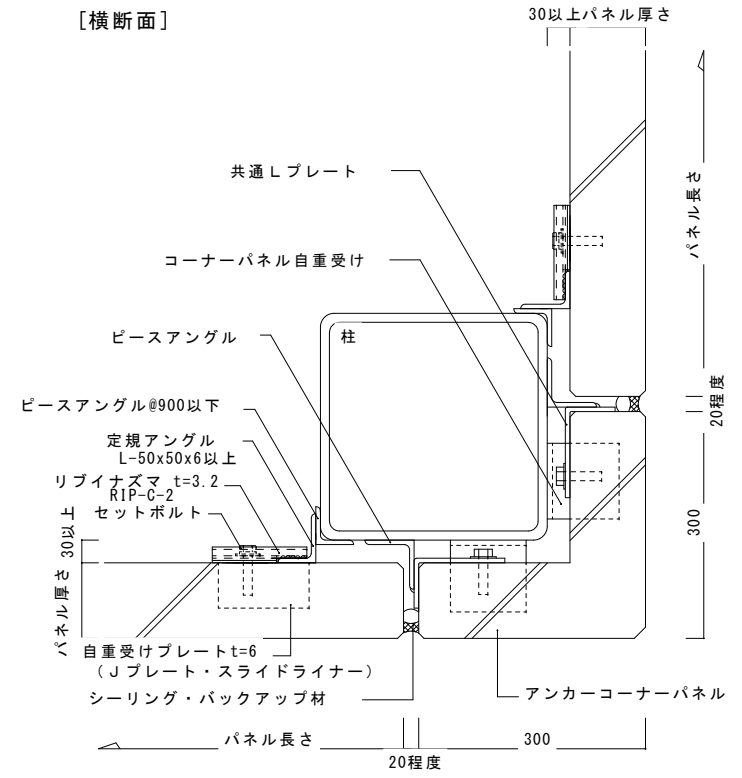 [横断面]
30以上パネル厚さ
共通Lプレート
コーナーパネル自重受け
パネル長さ
柱
ピースアングル
ピースアングル@900以下
定規アングル
L-50x50x6以上
リブイナズマ t=3.2
RIP-C-2
セットボルト
20程度
300
30以上
パネル厚さ
自重受けプレートt=6
(Jプレート・スライドライナー)
シーリング・バックアップ材
アンカーコーナーパネル
パネル長さ
300
20程度